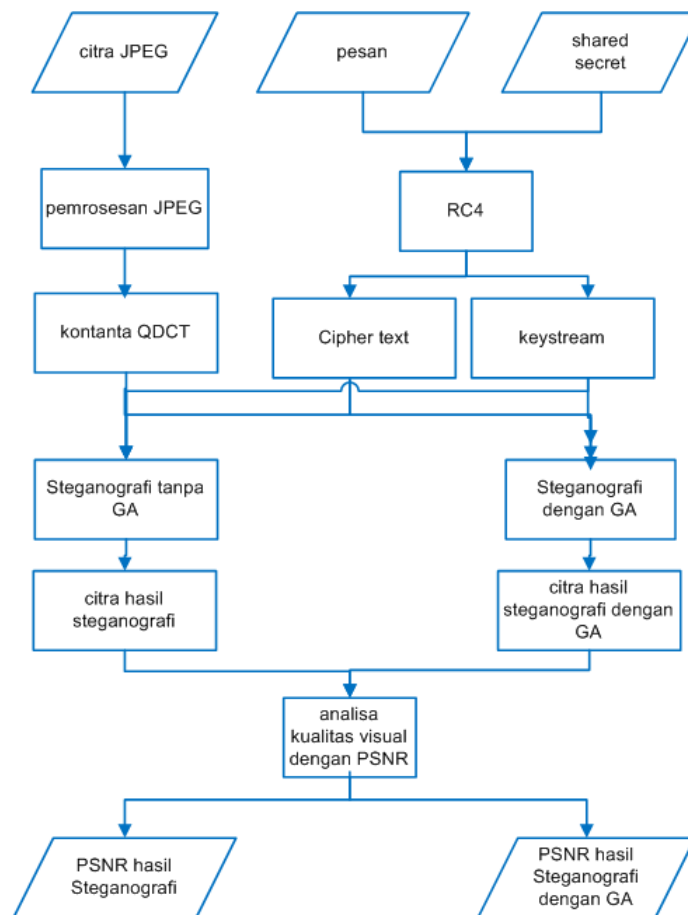 citra JPEG
pesan
shared
secret
pemrosesan JPEG
RC4
kontanta QDCT
Cipher text
keystream
Steganografi tanpa
GA
Steganografi
dengan GA
citra hasil
steganografi
citra hasil
steganografi dengan
GA
analisa
kualitas visual
dengan PSNR
PSNR hasil
Steganografi
PSNR hasil
Steganografi
dengan GA